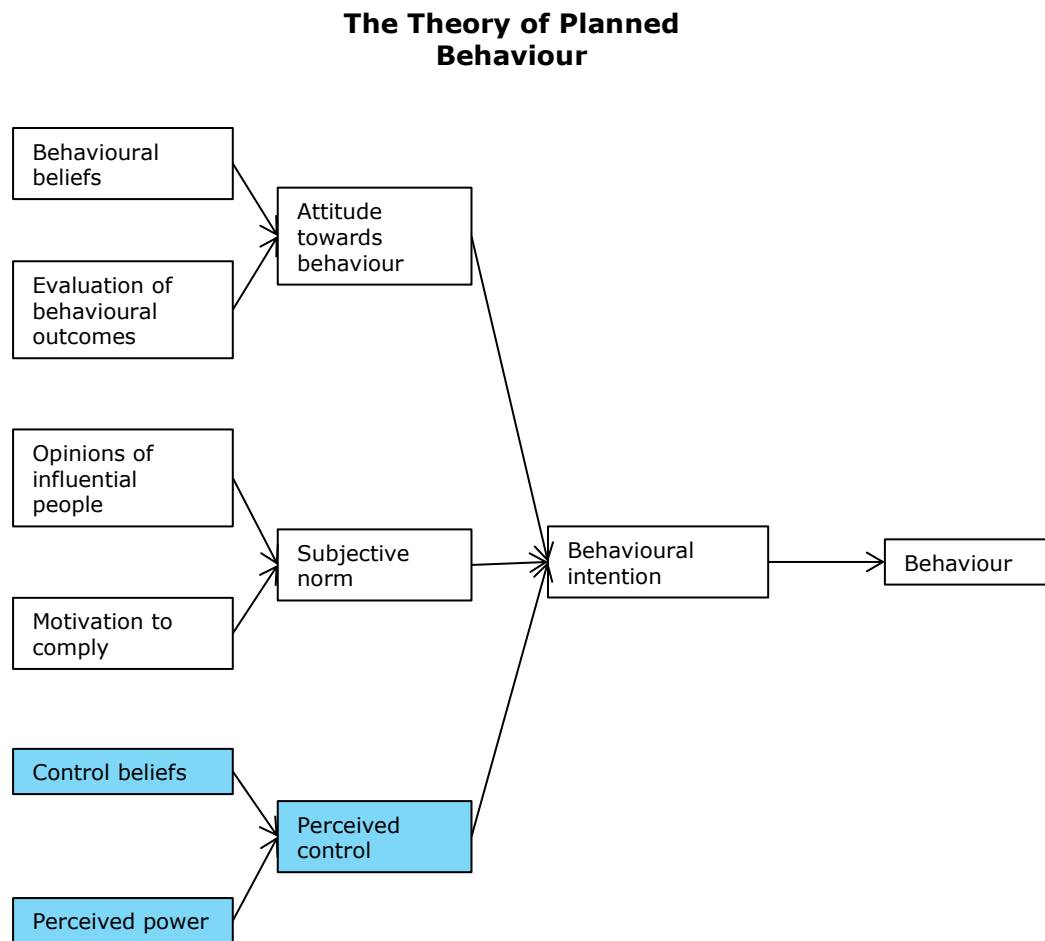 The Theory of Planned
Behaviour
Behavioural
beliefs
Evaluation of
behavioural
outcomes
Attitude
towards
behaviour
Opinions of
influential
people
Motivation to
comply
Subjective
norm
Behavioural
intention
Behaviour
Control beliefs
Perceived power
Perceived
control